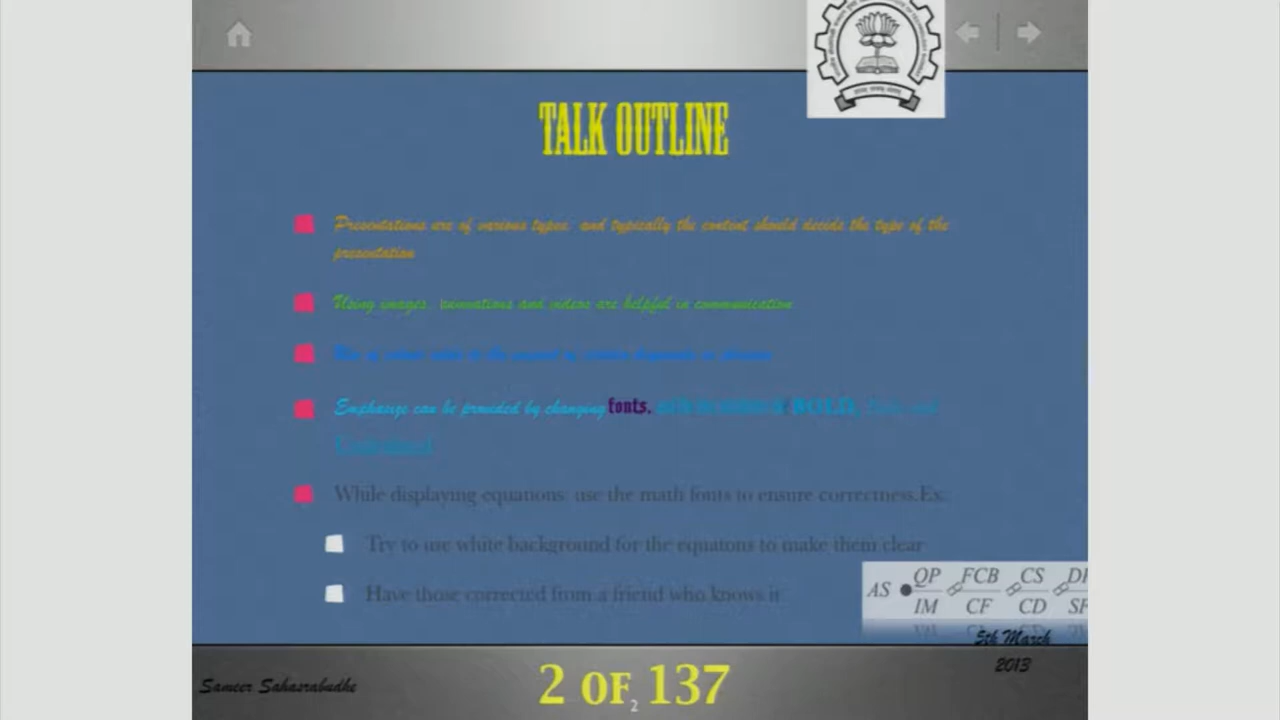 TALK OUTLINE
Presentations are of various types, and typically the content should decide the type of the
presentation
Using images, animations and videos are helpful in communication
Emphasize can be provided by changing fonts, BOLD,
Underlined
While displaying equations, use the math fonts to ensure correctness.Ex.
Try to use white background for the equatons to make them clear
Have those corrected from a friend who knows it
AS QP FCB CS
IM CF CD
5th March
2013
Sameer Sahasrabudhe
2 OF 137
2